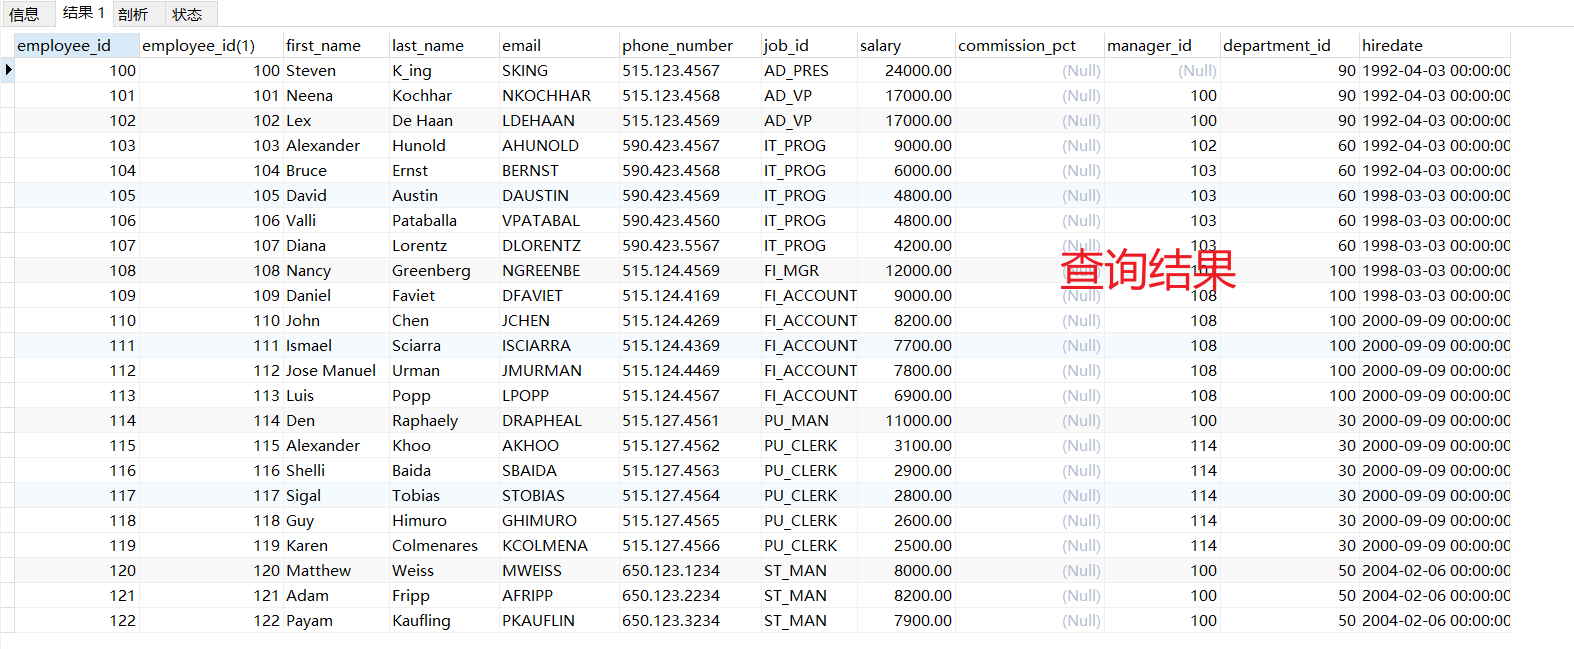 信息 结果 1 剖析 状态
employee_id employee_id(1) first_name last_name email phone_number job_id salary commission_pct manager_id department_id hiredate
100 100 Steven K_ing SKING 515.123.4567 AD_PRES 24000.00 (Null) (Null) 90 1992-04-03 00:00:00
101 101 Neena Kochhar NKOCHHAR 515.123.4568 AD_VP 17000.00 (Null) 100 90 1992-04-03 00:00:00
102 102 Lex De Haan LDEHAAN 515.123.4569 AD_VP 17000.00 (Null) 100 90 1992-04-03 00:00:00
103 103 Alexander Hunold AHUNOLD 590.423.4567 IT_PROG 9000.00 (Null) 102 60 1992-04-03 00:00:00
104 104 Bruce Ernst BERNST 590.423.4568 IT_PROG 6000.00 (Null) 103 60 1992-04-03 00:00:00
105 105 David Austin DAUSTIN 590.423.4569 IT_PROG 4800.00 (Null) 103 60 1998-03-03 00:00:00
106 106 Valli Pataballa VPATABAL 590.423.4560 IT_PROG 4800.00 (Null) 103 60 1998-03-03 00:00:00
107 107 Diana Lorentz DLORENTZ 590.423.5567 IT_PROG 4200.00 (Null) 103 60 1998-03-03 00:00:00
查询结果
108 108 Nancy Greenberg NGREENBE 515.124.4569 FI_MGR 12000.00 100 1998-03-03 00:00:00
109 109 Daniel Faviet DFAVIET 515.124.4169 FI_ACCOUNT 9000.00 (Null) 108 100 1998-03-03 00:00:00
110 110 John Chen JCHEN 515.124.4269 FI_ACCOUNT 8200.00 (Null) 108 100 2000-09-09 00:00:00
111 111 Ismael Sciarra ISCIARRA 515.124.4369 FI_ACCOUNT 7700.00 (Null) 108 100 2000-09-09 00:00:00
112 112 Jose Manuel Urman JMURMAN 515.124.4469 FI_ACCOUNT 7800.00 (Null) 108 100 2000-09-09 00:00:00
113 113 Luis Popp LPOPP 515.124.4567 FI_ACCOUNT 6900.00 (Null) 108 100 2000-09-09 00:00:00
114 114 Den Raphaely DRAPHEAL 515.127.4561 PU_MAN 11000.00 (Null) 100 30 2000-09-09 00:00:00
115 115 Alexander Khoo AKHOO 515.127.4562 PU_CLERK 3100.00 (Null) 114 30 2000-09-09 00:00:00
116 116 Shelli Baida SBAIDA 515.127.4563 PU_CLERK 2900.00 (Null) 114 30 2000-09-09 00:00:00
117 117 Sigal Tobias STOBIAS 515.127.4564 PU_CLERK 2800.00 (Null) 114 30 2000-09-09 00:00:00
118 118 Guy Himuro GHIMURO 515.127.4565 PU_CLERK 2600.00 (Null) 114 30 2000-09-09 00:00:00
119 119 Karen Colmenares KCOLMENA 515.127.4566 PU_CLERK 2500.00 (Null) 114 30 2000-09-09 00:00:00
120 120 Matthew Weiss MWEISS 650.123.1234 ST_MAN 8000.00 (Null) 100 50 2004-02-06 00:00:00
121 121 Adam Fripp AFRIPP 650.123.2234 ST_MAN 8200.00 (Null) 100 50 2004-02-06 00:00:00
122 122 Payam Kaufling PKAUFLIN 650.123.3234 ST_MAN 7900.00 (Null) 100 50 2004-02-06 00:00:00